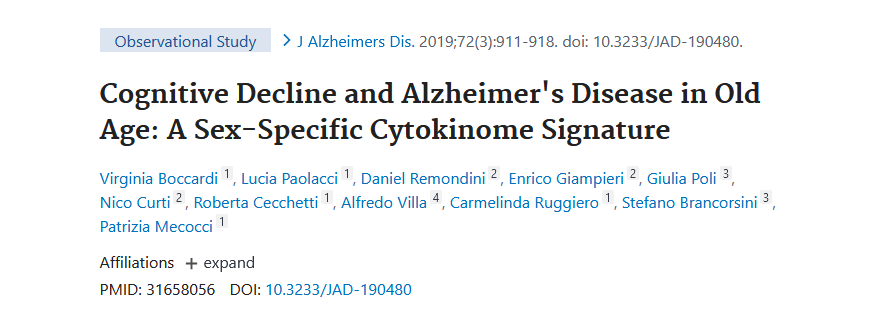 Observational Study > J Alzheimers Dis. 2019;72(3):911-918. doi: 10.3233/JAD-190480.
Cognitive Decline and Alzheimer's Disease in Old
Age: A Sex-Specific Cytokinome Signature
Virginia Boccardi 1, Lucia Paolacci 1, Daniel Remondini 2, Enrico Giampieri 2, Giulia Poli 3,
Nico Curti 2, Roberta Cecchetti 1, Alfredo Villa 4, Carmelinda Ruggiero 1, Stefano Brancorsini 3,
Patrizia Mecocci 1
Affiliations + expand
PMID: 31658056 DOI: 10.3233/JAD-190480